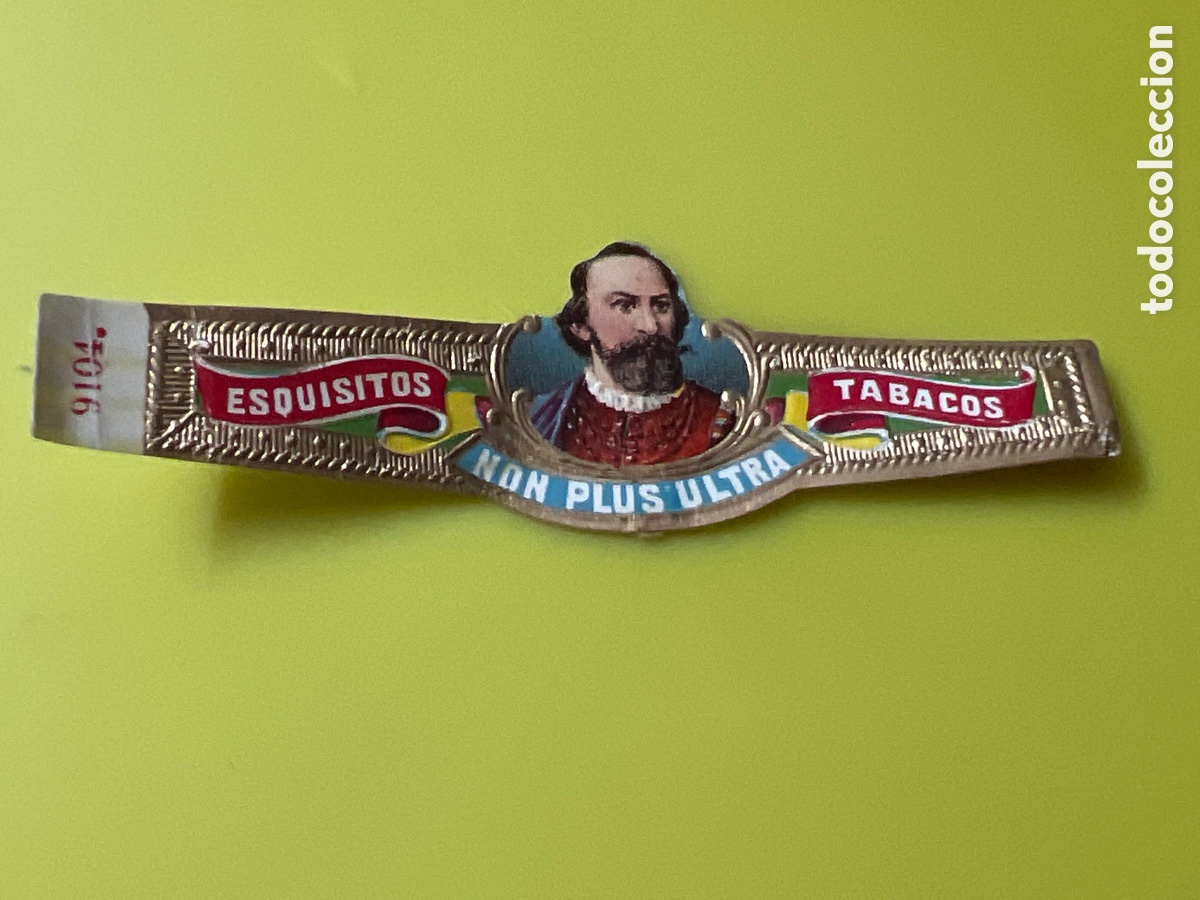 9104.
ESQUISITOS
TABACOS
NON PLUS ULTRA
todocoleccion